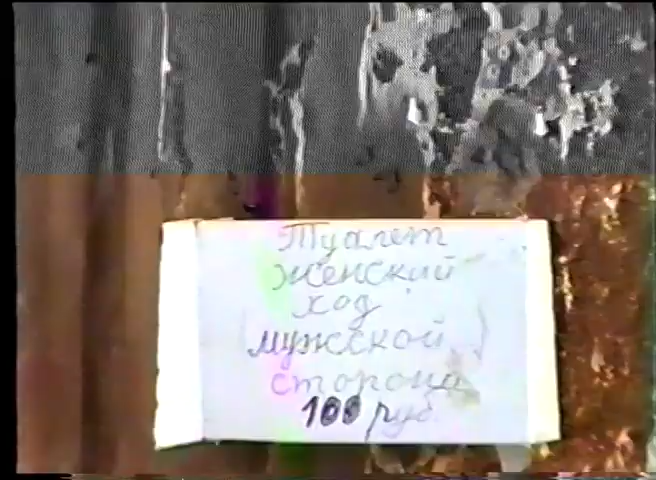 Туалет
женский
ход
(мужской)
сторона
100 руб.